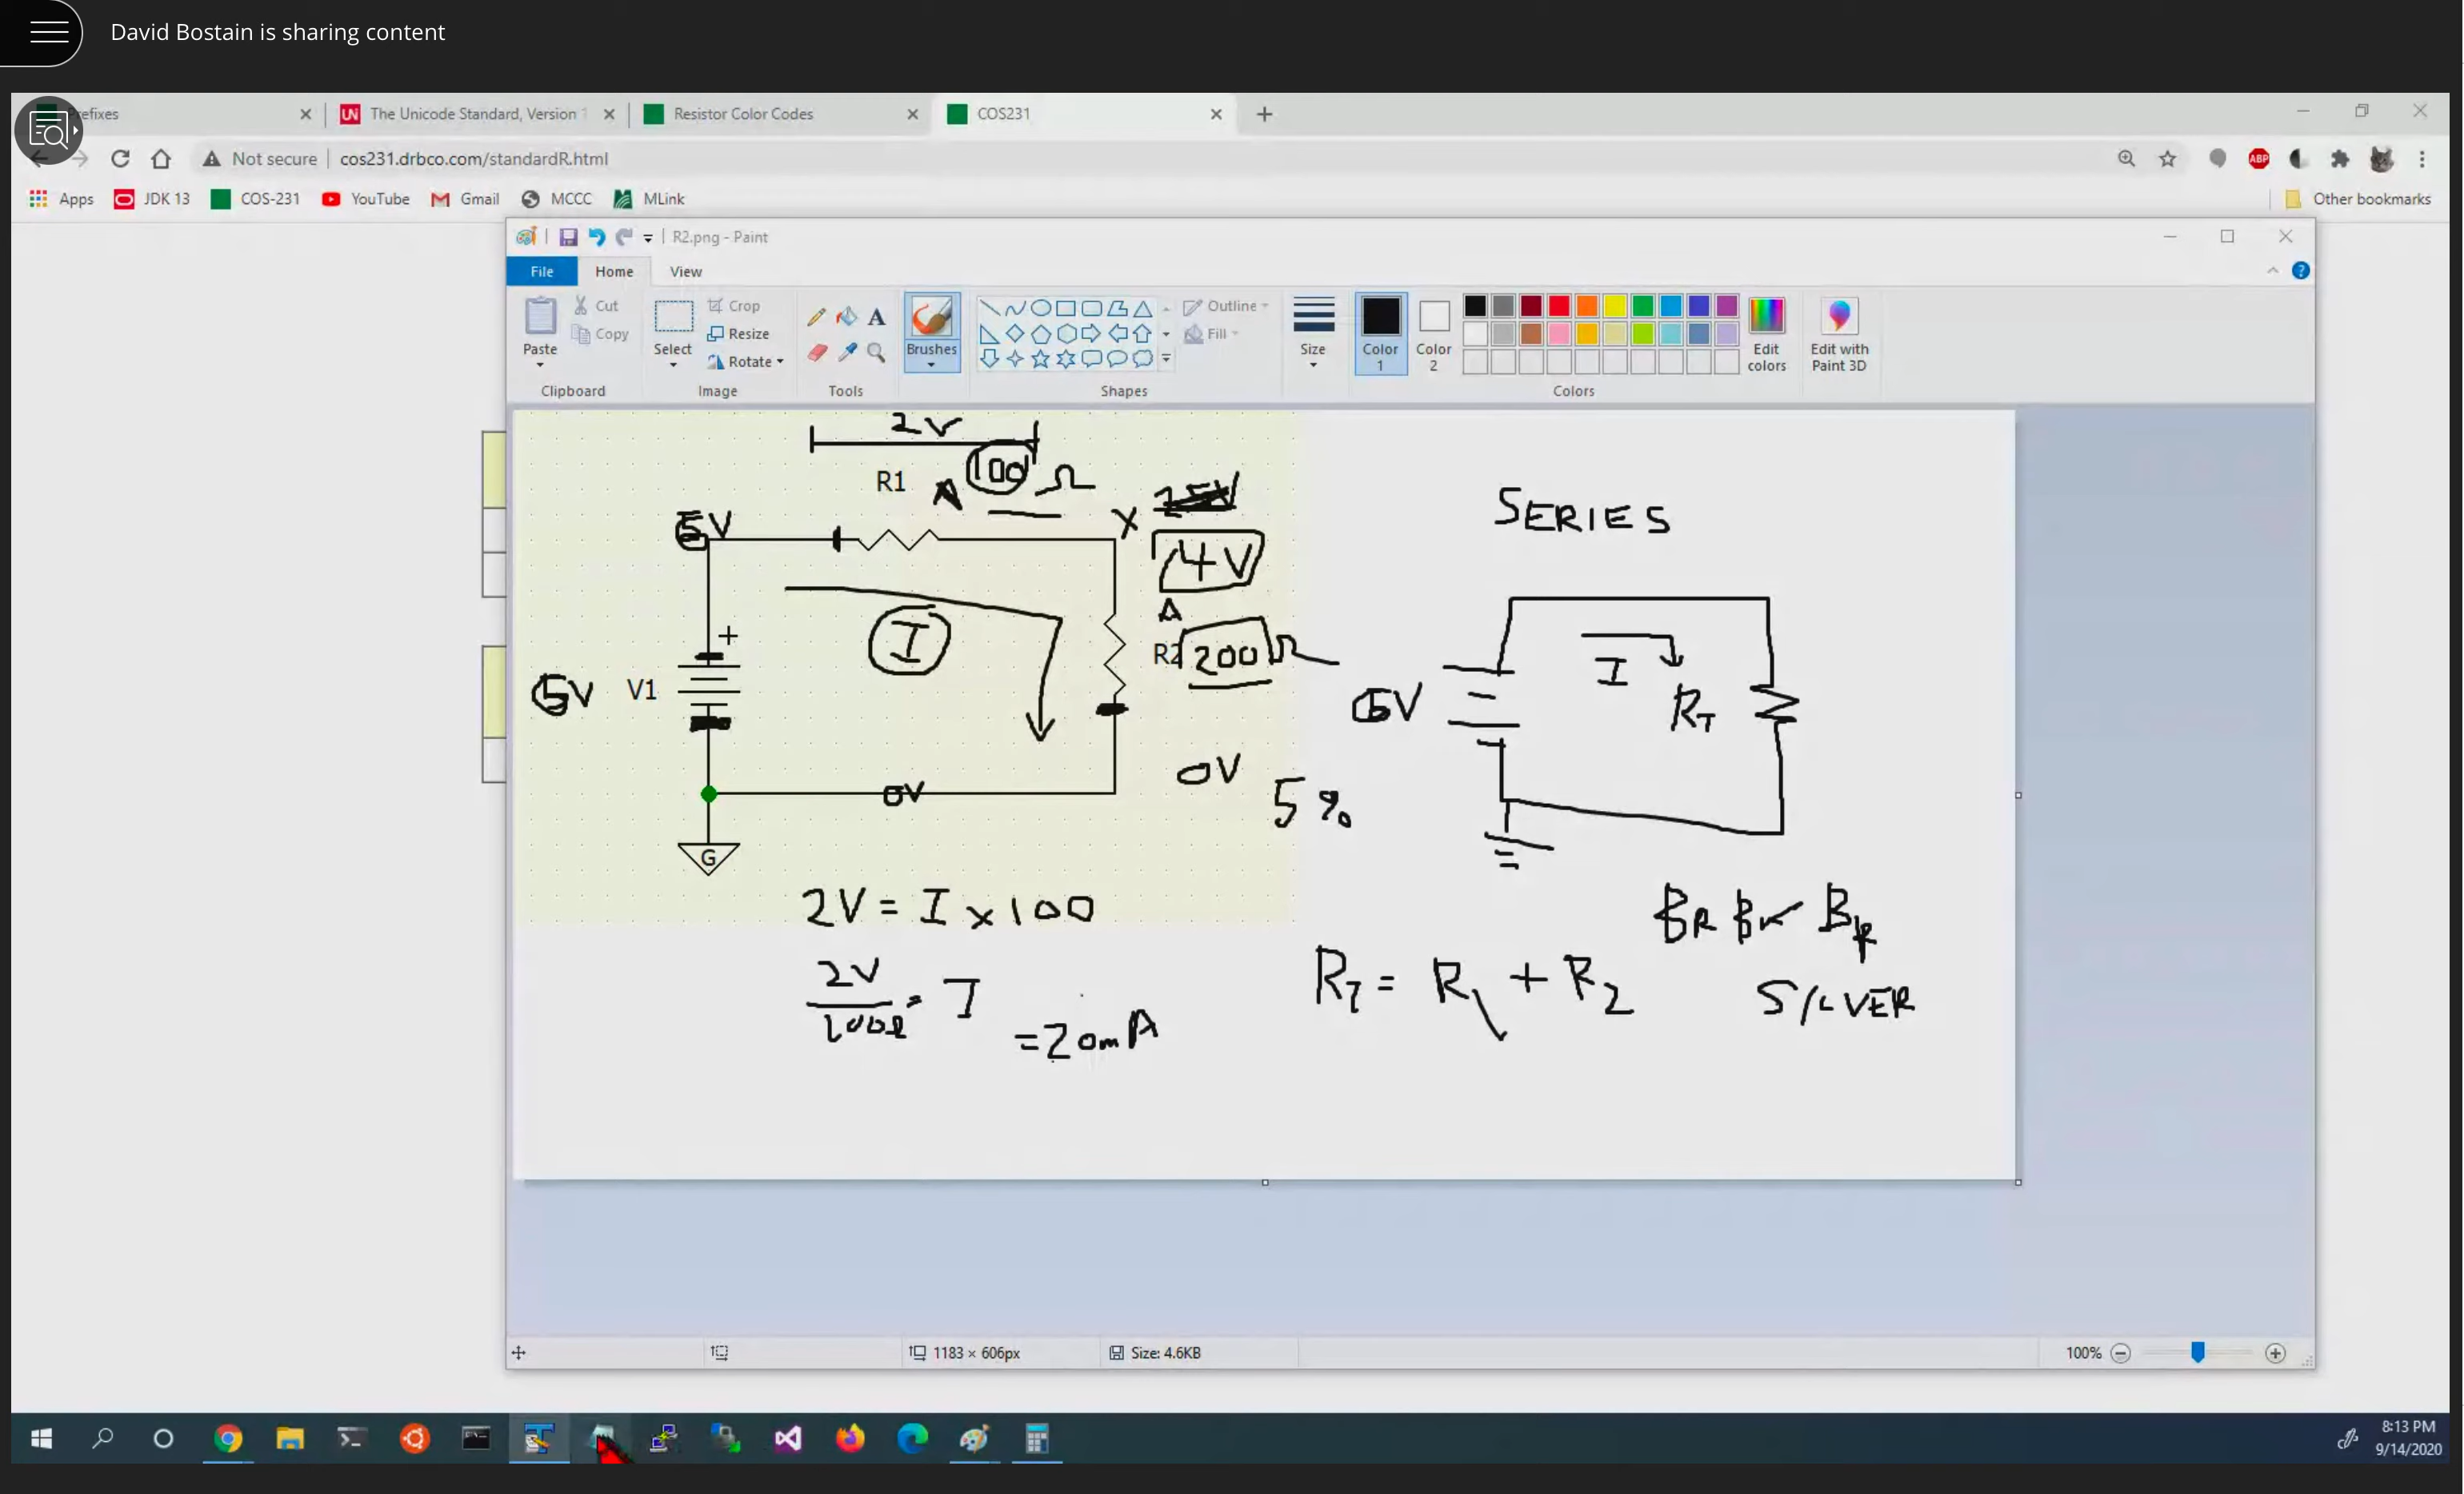 David Bostain is sharing content
Prefixes
The Unicode Standard, Version 1
Resistor Color Codes
COS231
Not secure
cos231.drbco.com/standardR.html
ABP
Apps
JDK 13
COS-231
YouTube
Gmail
MCCC
MLink
Other bookmarks
R2.png - Paint
File
Home
View
Paste
Cut
Copy
Clipboard
Select
Crop
Resize
Rotate
Image
A
Tools
Brushes
Outline
Fill
Shapes
Size
Color 1
Color 2
Edit colors
Edit with Paint 3D
Colors
2V
R1
100 Ω
X
4V
SERIES
I
+
R2
200 Ω
V1
I
RT
0V
0V
5%
G
2V = I x 100
BR
SILVER
2V
= I
= 20mA
RT = R1 + R2
1183 × 606px
Size: 4.6KB
100%
8:13 PM
9/14/2020